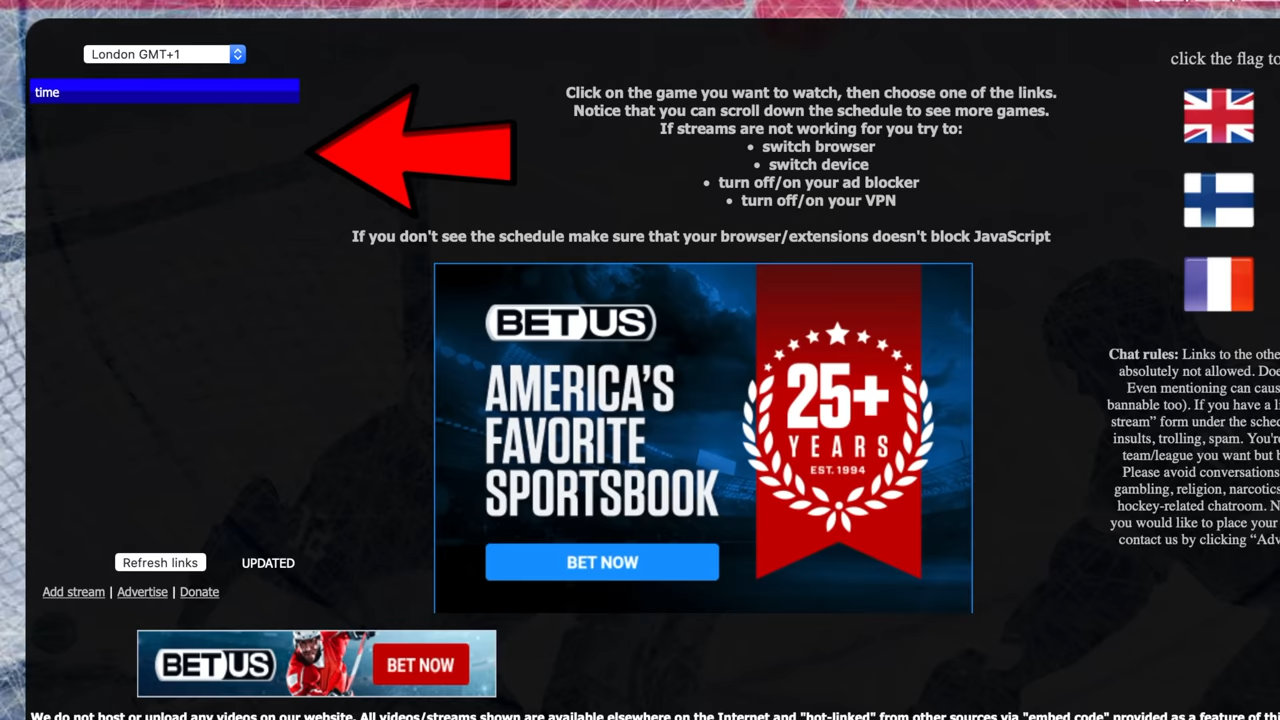 London GMT+1
click the flag to
time
Click on the game you want to watch, then choose one of the links.
Notice that you can scroll down the schedule to see more games.
If streams are not working for you try to:
• switch browser
• switch device
• turn off/on your ad blocker
• turn off/on your VPN
If you don't see the schedule make sure that your browser/extensions doesn't block JavaScript
BETUS
AMERICA'S
FAVORITE
SPORTSBOOK
BET NOW
25+
YEARS
EST. 1994
Chat rules: Links to the othe
absolutely not allowed. Doe
Even mentioning can caus
bannable too). If you have a li
stream” form under the sched
insults, trolling, spam. You're
team/league you want but b
Please avoid conversations
gambling, religion, narcotics
hockey-related chatroom. N
you would like to place your
contact us by clicking “Adv
Refresh links
UPDATED
Add stream | Advertise | Donate
BETUS
BET NOW
We do not host or upload any videos on our website. All videos/streams shown are available elsewhere on the Internet and "hot-linked" from other sources via "embed code" provided as a feature of th